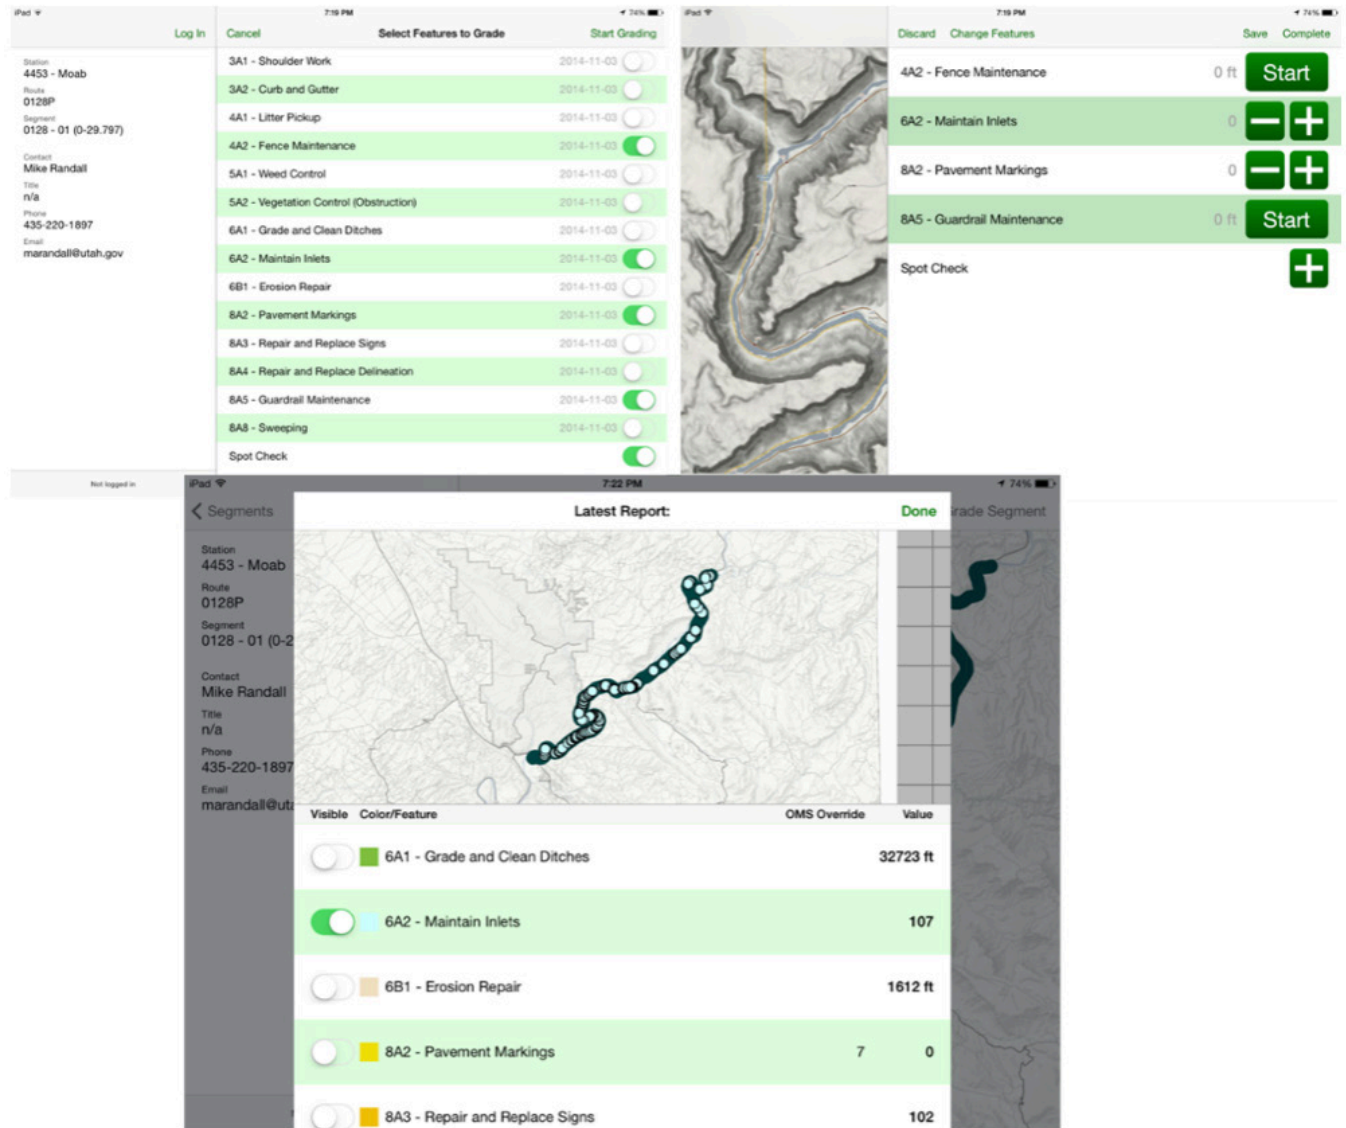 iPad 7:19 PM 74%
Log In
Station
4453 - Moab
Route
0128P
Segment
0128 - 01 (0-29.797)
Contact
Mike Randall
Title
n/a
Phone
435-220-1897
Email
marandall@utah.gov
Not logged in
Cancel Select Features to Grade Start Grading
3A1 - Shoulder Work 2014-11-03
3A2 - Curb and Gutter 2014-11-03
4A1 - Litter Pickup 2014-11-03
4A2 - Fence Maintenance 2014-11-03
5A1 - Weed Control 2014-11-03
5A2 - Vegetation Control (Obstruction) 2014-11-03
6A1 - Grade and Clean Ditches 2014-11-03
6A2 - Maintain Inlets 2014-11-03
6B1 - Erosion Repair 2014-11-03
8A2 - Pavement Markings 2014-11-03
8A3 - Repair and Replace Signs 2014-11-03
8A4 - Repair and Replace Delineation 2014-11-03
8A5 - Guardrail Maintenance 2014-11-03
8A8 - Sweeping 2014-11-03
Spot Check
iPad 7:19 PM 74%
Discard Change Features Save Complete
4A2 - Fence Maintenance 0 ft Start
6A2 - Maintain Inlets 0 − +
8A2 - Pavement Markings 0 − +
8A5 - Guardrail Maintenance 0 ft Start
Spot Check +
iPad 7:22 PM 74%
Segments Latest Report: Done rade Segment
Station
4453 - Moab
Route
0128P
Segment
0128 - 01 (0-2
Contact
Mike Randall
Title
n/a
Phone
435-220-1897
Email
marandall@uta
Visible Color/Feature OMS Override Value
6A1 - Grade and Clean Ditches 32723 ft
6A2 - Maintain Inlets 107
6B1 - Erosion Repair 1612 ft
8A2 - Pavement Markings 7 0
8A3 - Repair and Replace Signs 102